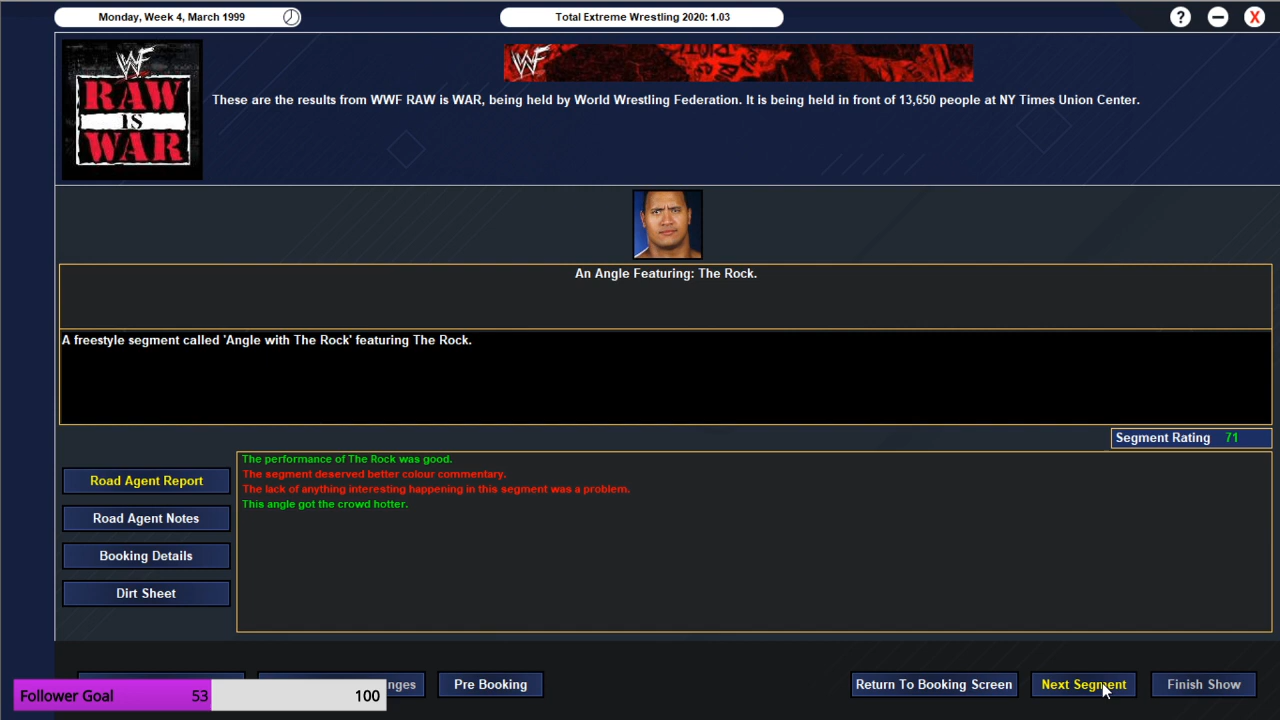 Monday, Week 4, March 1999
Total Extreme Wrestling 2020: 1.03
?
X
WF
RAW
IS
WAR
WF
These are the results from WWF RAW is WAR, being held by World Wrestling Federation. It is being held in front of 13,650 people at NY Times Union Center.
An Angle Featuring: The Rock.
A freestyle segment called 'Angle with The Rock' featuring The Rock.
Segment Rating 71
Road Agent Report
Road Agent Notes
Booking Details
Dirt Sheet
The performance of The Rock was good.
The segment deserved better colour commentary.
The lack of anything interesting happening in this segment was a problem.
This angle got the crowd hotter.
Follower Goal 53 100
nges
Pre Booking
Return To Booking Screen
Next Segment
Finish Show